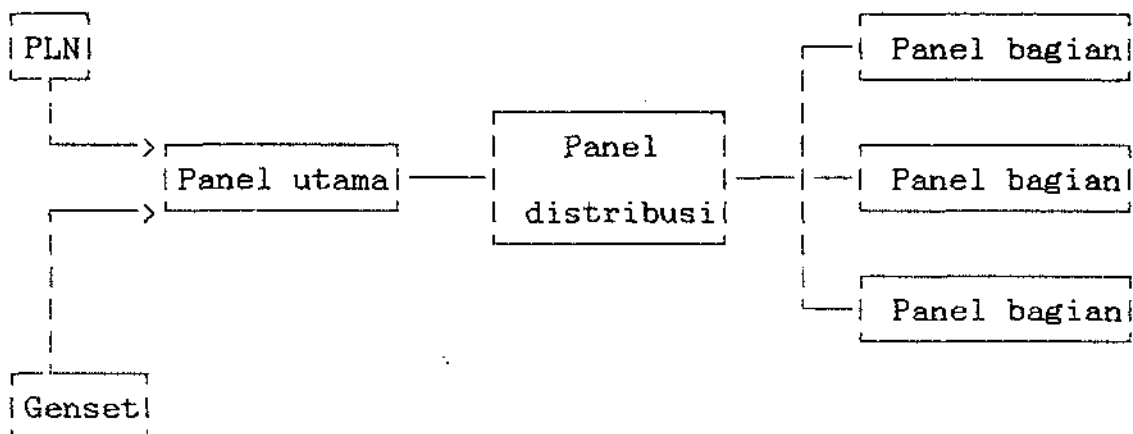 PLN
Panel bagian
Panel
Panel utama
distribusi
Panel bagian
Panel bagian
Genset